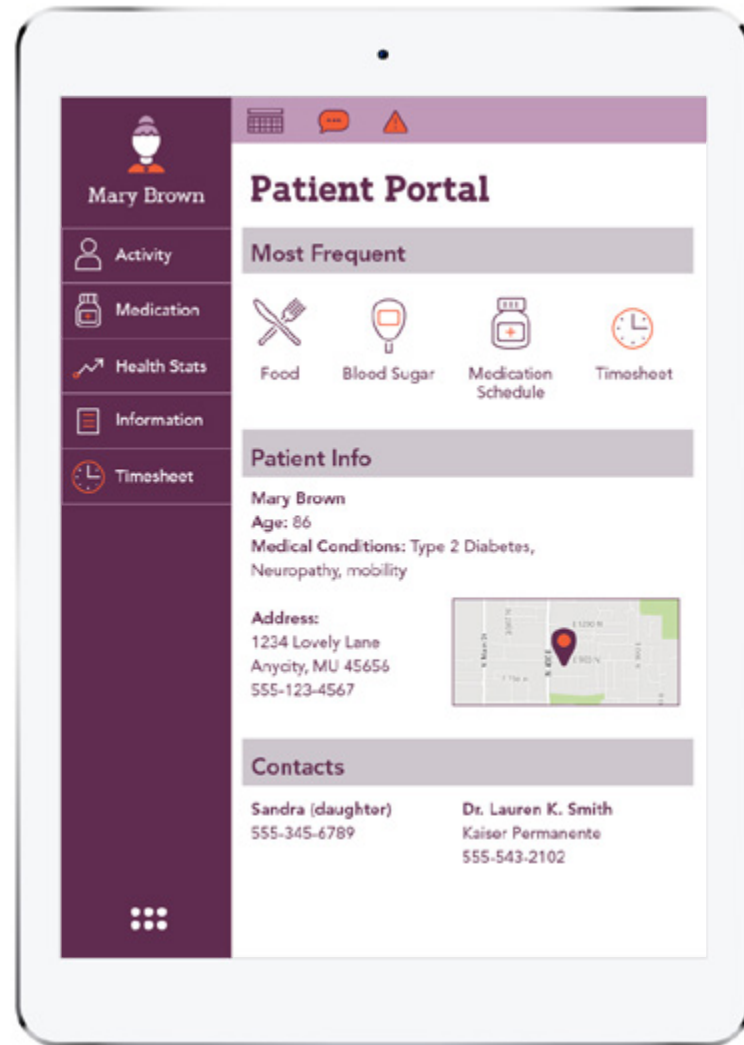 Mary Brown
Activity
Medication
Health Stats
Information
Timesheet
Patient Portal
Most Frequent
Food
Blood Sugar
Medication
Schedule
Timesheet
Patient Info
Mary Brown
Age: 86
Medical Conditions: Type 2 Diabetes,
Neuropathy, mobility
Address:
1234 Lovely Lane
Anycity, MU 45656
555-123-4567
N Main St
Contacts
Sandra (daughter)
555-345-6789
Dr. Lauren K. Smith
Kaiser Permanente
555-543-2102